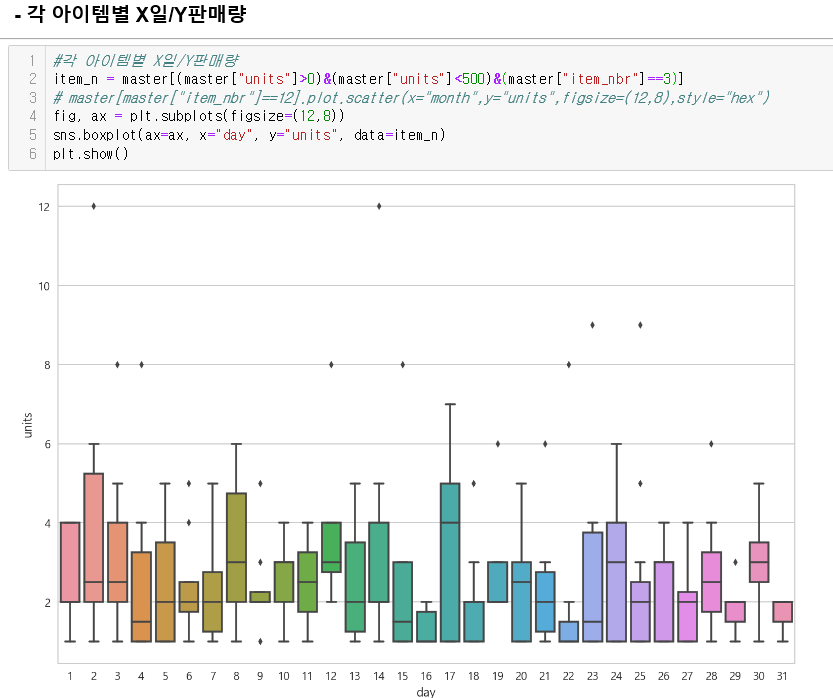 - 각 아이템별 X일/Y판매량
1 #각 아이템별 X일/Y판매량
2 item_n = master[(master["units"]>0)&(master["units"]<500)&(master["item_nbr"]==3)]
3 # master[master["item_nbr"]==12].plot.scatter(x="month",y="units",figsize=(12,8),style="hex")
4 fig, ax = plt.subplots(figsize=(12,8))
5 sns.boxplot(ax=ax, x="day", y="units", data=item_n)
6 plt.show()
12
10
8
units
6
4
2
1 2 3 4 5 6 7 8 9 10 11 12 13 14 15 16 17 18 19 20 21 22 23 24 25 26 27 28 29 30 31
day